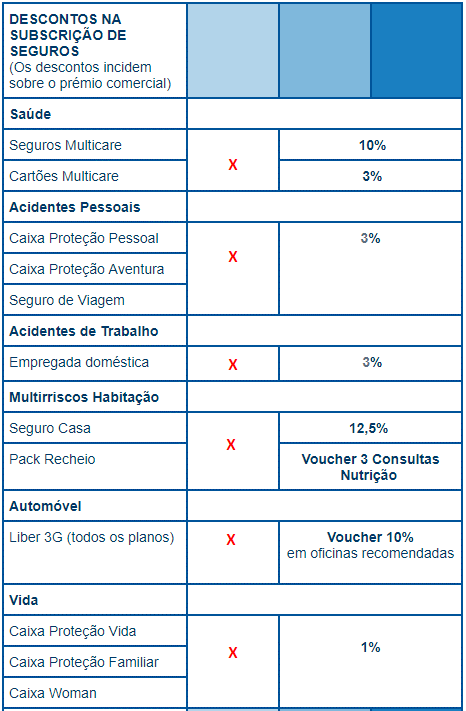 DESCONTOS NA
SUBSCRIÇÃO DE
SEGUROS
(Os descontos incidem
sobre o prémio comercial)
Saúde
Seguros Multicare
X
10%
Cartões Multicare
3%
Acidentes Pessoais
Caixa Proteção Pessoal
X
3%
Caixa Proteção Aventura
Seguro de Viagem
Acidentes de Trabalho
Empregada doméstica
X
3%
Multirriscos Habitação
Seguro Casa
X
12,5%
Pack Recheio
Voucher 3 Consultas
Nutrição
Automóvel
Liber 3G (todos os planos)
X
Voucher 10%
em oficinas recomendadas
Vida
Caixa Proteção Vida
X
1%
Caixa Proteção Familiar
Caixa Woman